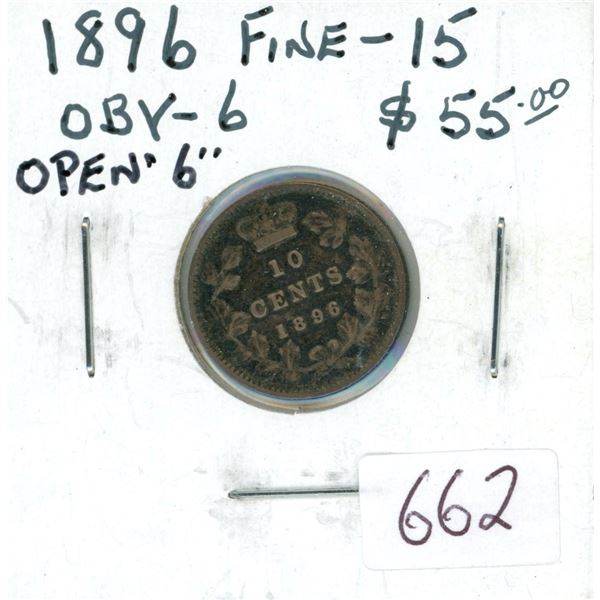 1896 FINE-15
OBV-6 $55.00
OPEN "6"
10
CENTS
1896
662